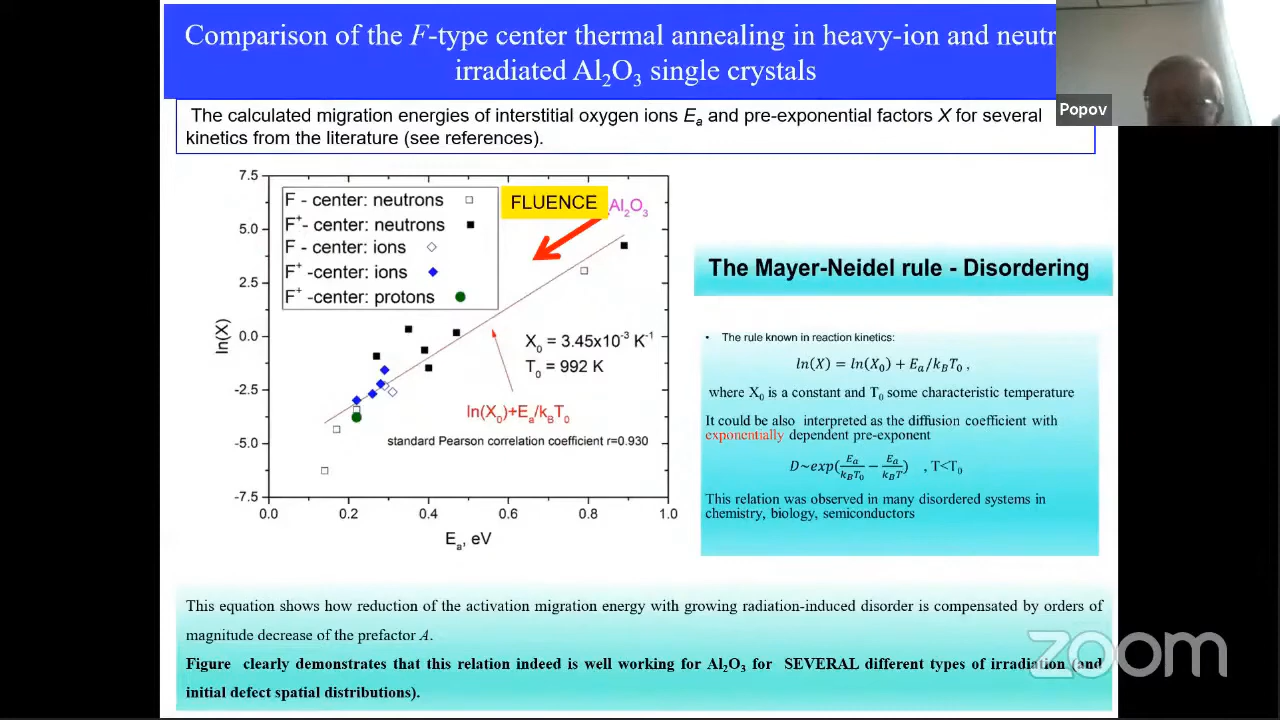 Comparison of the F-type center thermal annealing in heavy-ion and neutr
irradiated Al₂O₃ single crystals
Popov
The calculated migration energies of interstitial oxygen ions Eₐ and pre-exponential factors X for several
kinetics from the literature (see references).
7.5
5.0
2.5
0.0
-2.5
-5.0
-7.5
ln(X)
F - center: neutrons
F⁺- center: neutrons
F - center: ions
F⁺ -center: ions
F⁺ -center: protons
FLUENCE
Al₂O₃
X₀ = 3.45x10⁻³ K⁻¹
T₀ = 992 K
ln(X₀)+Eₐ/k_BT₀
standard Pearson correlation coefficient r=0.930
0.0 0.2 0.4 0.6 0.8 1.0
Eₐ, eV
The Mayer-Neidel rule - Disordering
• The rule known in reaction kinetics:
ln(X) = ln(X₀) + Eₐ/k_BT₀ ,
where X₀ is a constant and T₀ some characteristic temperature
It could be also interpreted as the diffusion coefficient with
exponentially dependent pre-exponent
D~exp(Eₐ/k_BT₀ − Eₐ/k_BT) , T<T₀
This relation was observed in many disordered systems in
chemistry, biology, semiconductors
This equation shows how reduction of the activation migration energy with growing radiation-induced disorder is compensated by orders of
magnitude decrease of the prefactor A.
Figure clearly demonstrates that this relation indeed is well working for Al₂O₃ for SEVERAL different types of irradiation (and
initial defect spatial distributions).
zoom